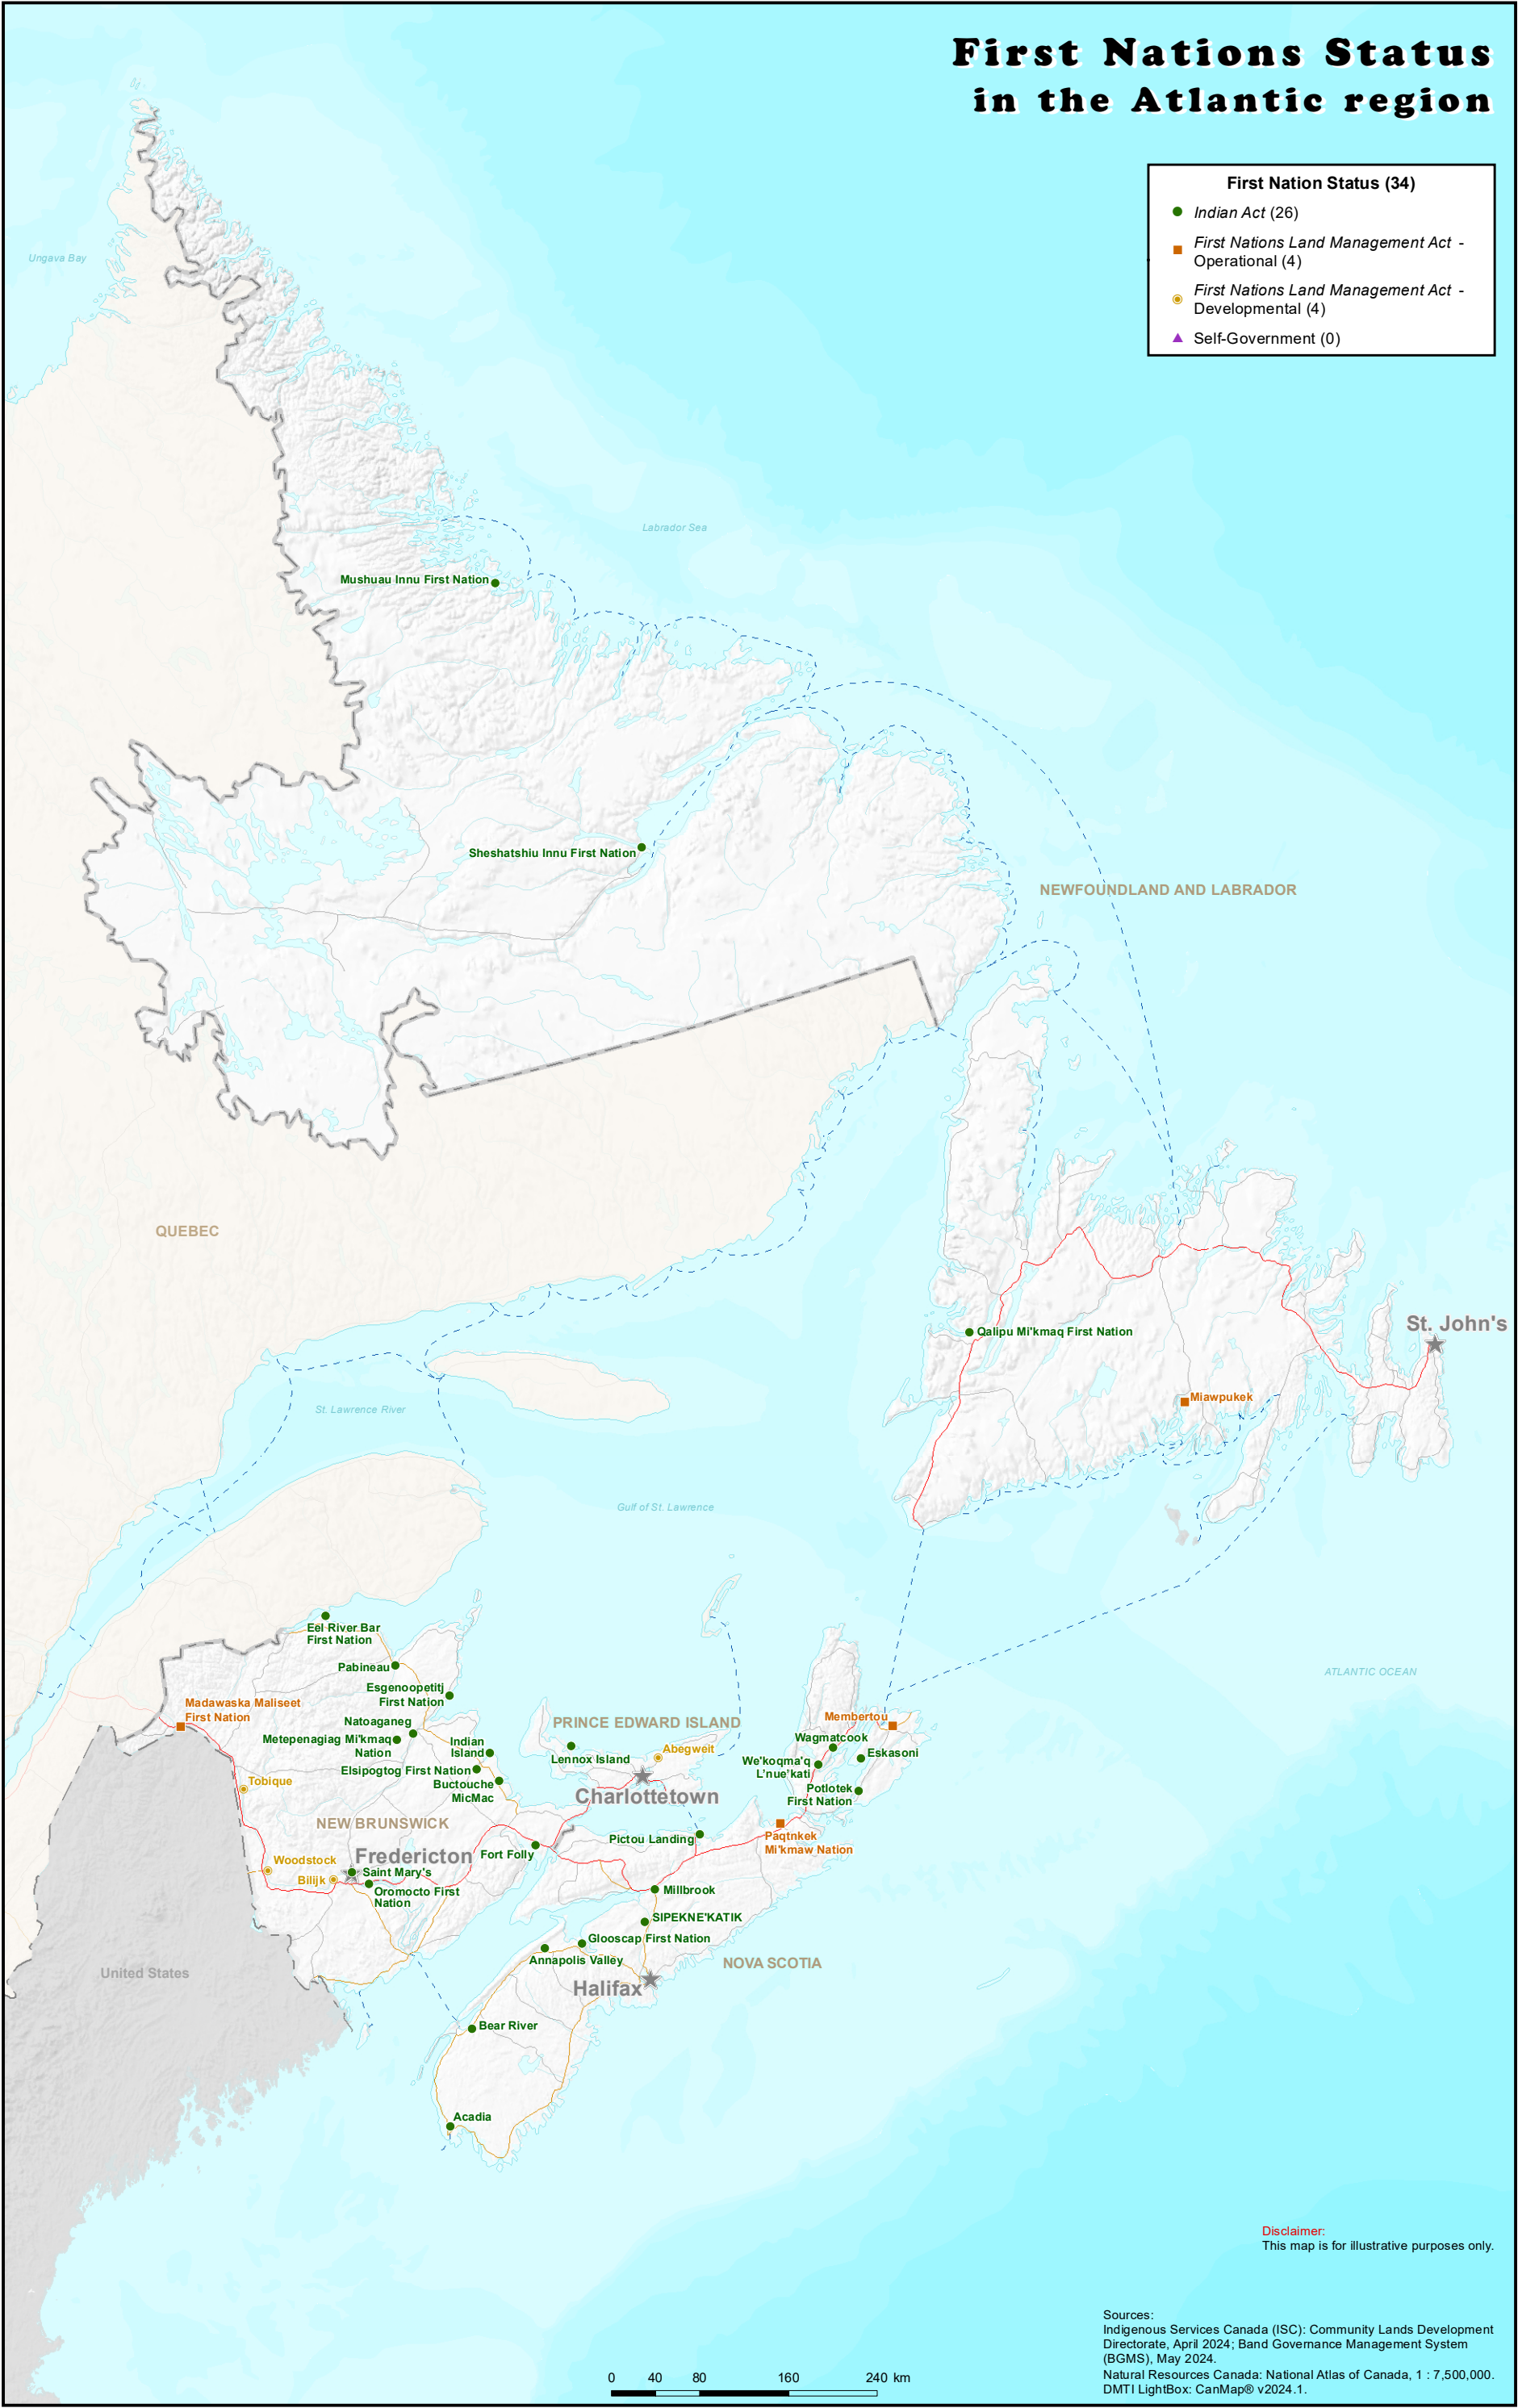 First Nations Status
in the Atlantic region
First Nation Status (34)
Indian Act (26)
First Nations Land Management Act -
Operational (4)
First Nations Land Management Act -
Developmental (4)
Self-Government (0)
Ungava Bay
Labrador Sea
Mushuau Innu First Nation
Sheshatshiu Innu First Nation
NEWFOUNDLAND AND LABRADOR
QUEBEC
Qalipu Mi'kmaq First Nation
St. John's
Miawpukek
St. Lawrence River
Gulf of St. Lawrence
ATLANTIC OCEAN
Eel River Bar
First Nation
Pabineau
Esgenoopetitj
First Nation
Madawaska Maliseet
First Nation
Natoaganeg
Metepenagiag Mi'kmaq
Nation
Indian
Island
Elsipogtog First Nation
Buctouche
MicMac
Tobique
NEW BRUNSWICK
Fredericton
Woodstock
Bilijk
Saint Mary's
Oromocto First
Nation
Fort Folly
PRINCE EDWARD ISLAND
Lennox Island
Abegweit
Charlottetown
Membertou
Wagmatcook
Eskasoni
We'koqma'q
L'nue'kati
Potlotek
First Nation
Pictou Landing
Paqtnkek
Mi'kmaw Nation
Millbrook
SIPEKNE'KATIK
Glooscap First Nation
Annapolis Valley
NOVA SCOTIA
Halifax
United States
Bear River
Acadia
Disclaimer:
This map is for illustrative purposes only.
Sources:
Indigenous Services Canada (ISC): Community Lands Development
Directorate, April 2024; Band Governance Management System
(BGMS), May 2024.
Natural Resources Canada: National Atlas of Canada, 1 : 7,500,000.
DMTI LightBox: CanMap® v2024.1.
0 40 80 160 240 km